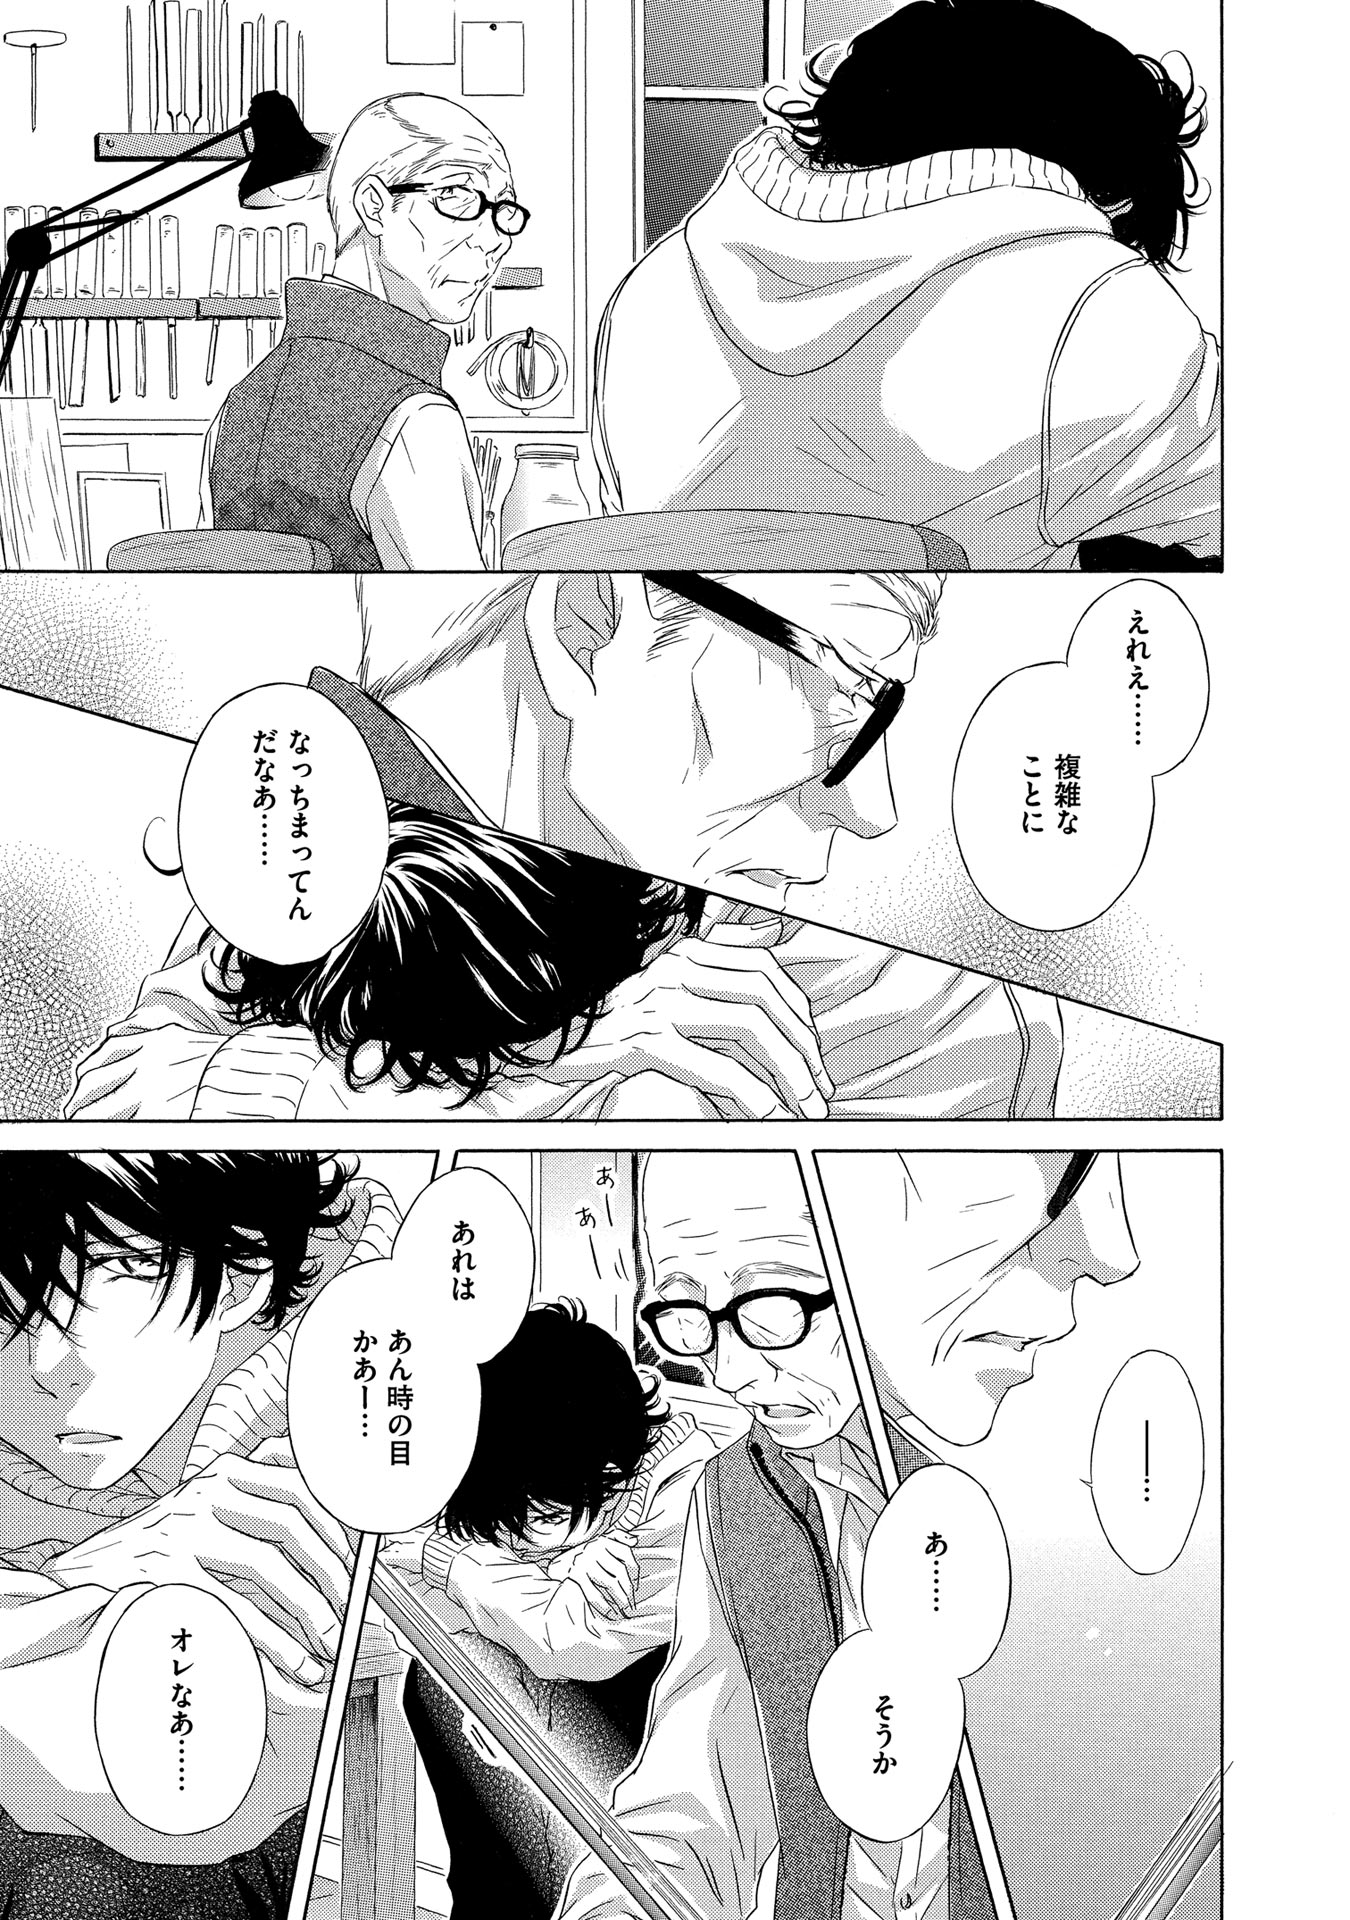 えれえ……
複雑な
ことに
なっちまってん
だなあ……
―…
あ……
そうか
あー
あー
あれは
あん時の目
かあー…
オレなあ……